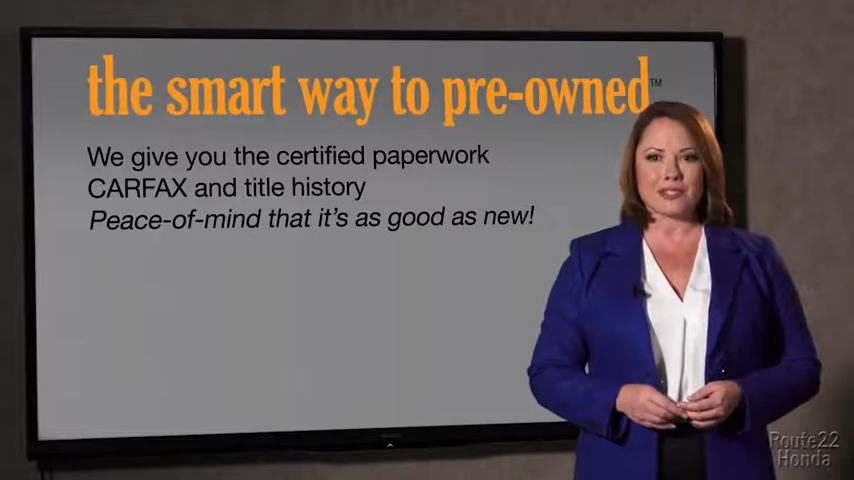 the smart way to pre-owned™
We give you the certified paperwork
CARFAX and title history
Peace-of-mind that it's as good as new!
Route22
Honda